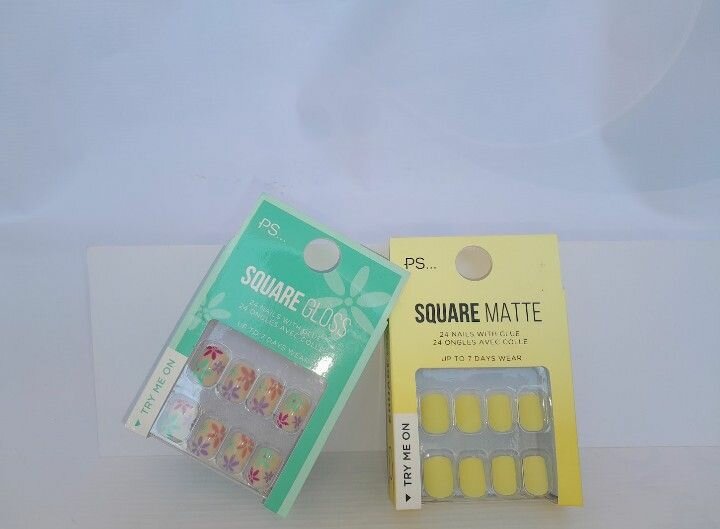 PS...
SQUARE GLOSS
24 NAILS WITH GLUE
24 ONGLES AVEC COLLE
UP TO 7 DAYS WEAR
TRY ME ON
PS...
SQUARE MATTE
24 NAILS WITH GLUE
24 ONGLES AVEC COLLE
UP TO 7 DAYS WEAR
TRY ME ON
SQUARE